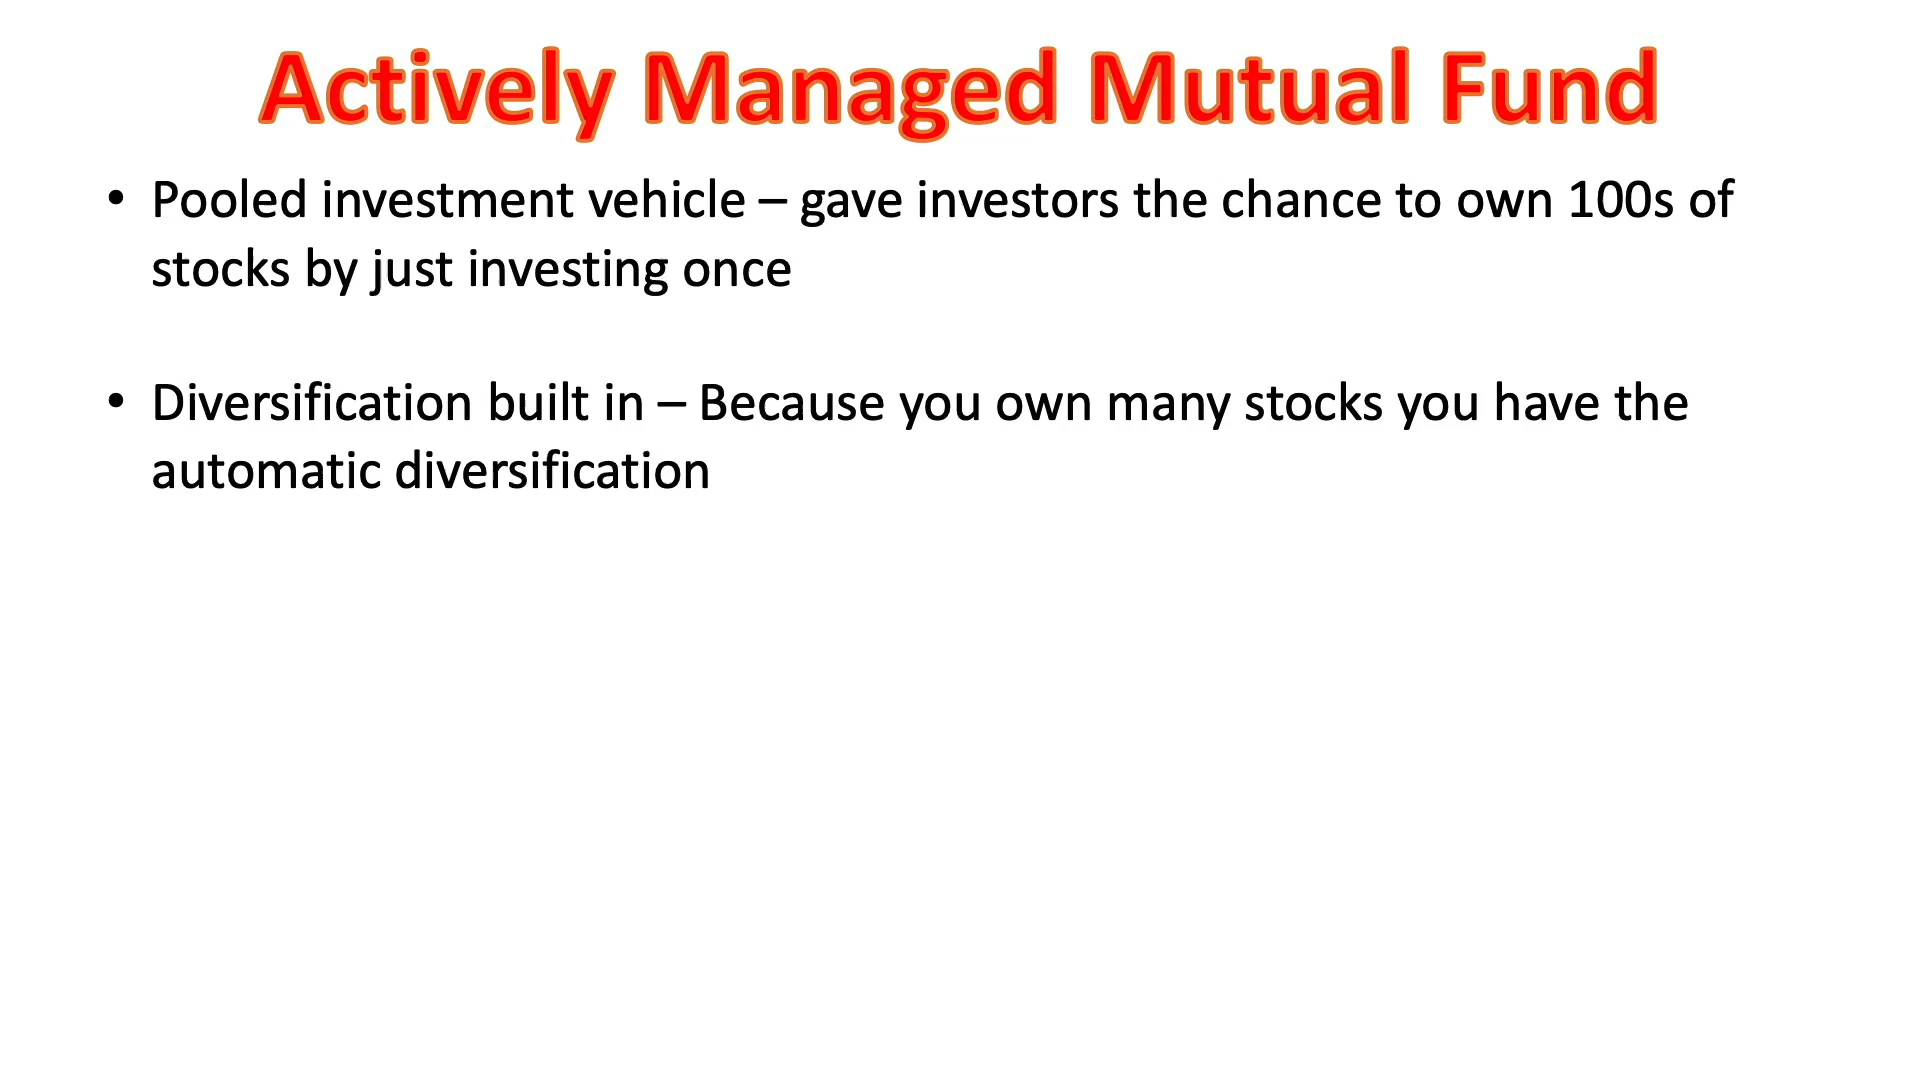 Actively Managed Mutual Fund
• Pooled investment vehicle – gave investors the chance to own 100s of
stocks by just investing once
• Diversification built in – Because you own many stocks you have the
automatic diversification